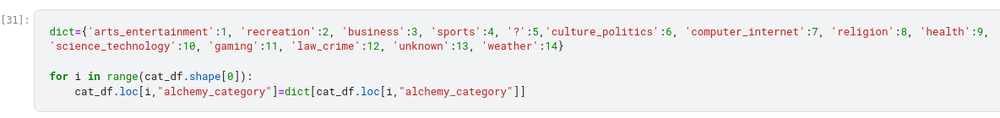 [31]:
dict={'arts_entertainment':1, 'recreation':2, 'business':3, 'sports':4, '?':5,'culture_politics':6, 'computer_internet':7, 'religion':8, 'health':9,
'science_technology':10, 'gaming':11, 'law_crime':12, 'unknown':13, 'weather':14}
for i in range(cat_df.shape[0]):
    cat_df.loc[i,"alchemy_category"]=dict[cat_df.loc[i,"alchemy_category"]]